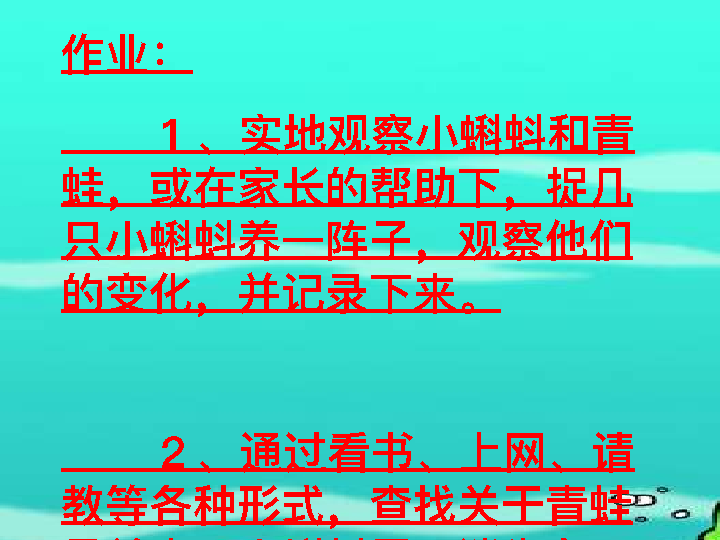 作业：
1、实地观察小蝌蚪和青
蛙，或在家长的帮助下，捉几
只小蝌蚪养一阵子，观察他们
的变化，并记录下来。
2、通过看书、上网、请
教等各种形式，查找关于青蛙